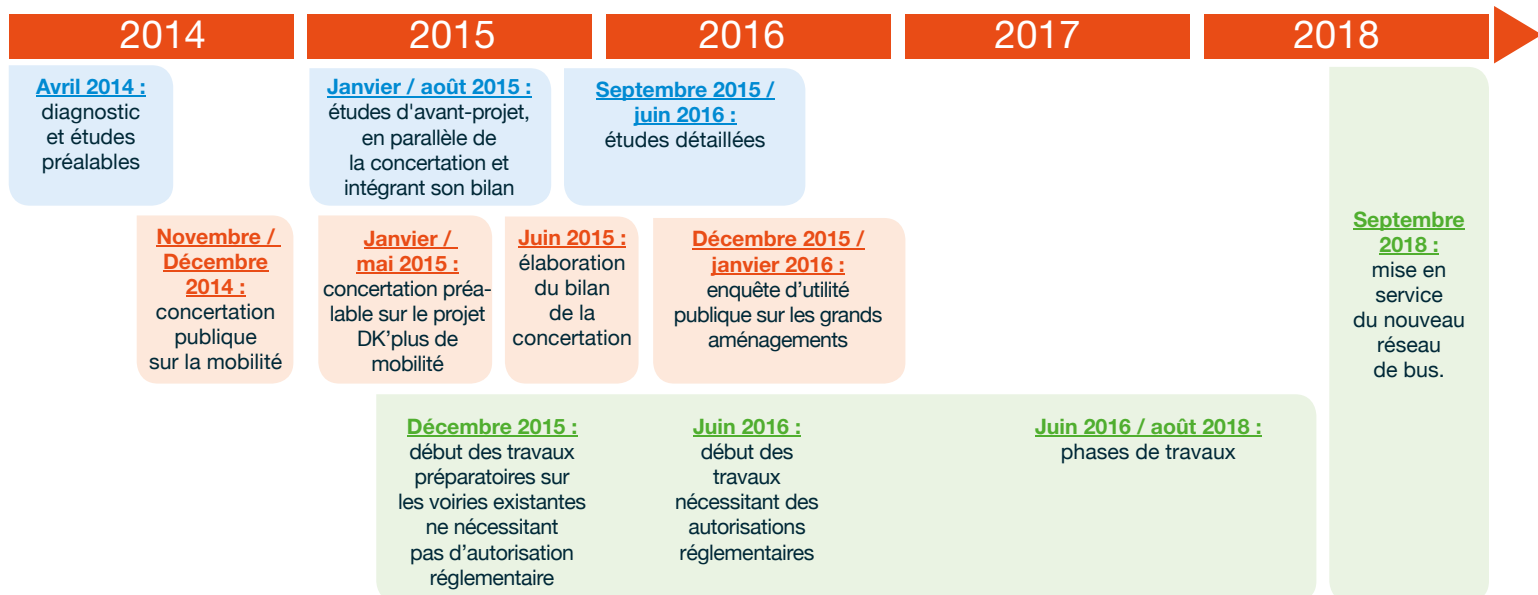 2014
2015
2016
2017
2018
Avril 2014 :
diagnostic
et études
préalables
Janvier / août 2015 :
études d'avant-projet,
en parallèle de
la concertation et
intégrant son bilan
Septembre 2015 /
juin 2016 :
études détaillées
Novembre /
Décembre
2014 :
concertation
publique
sur la mobilité
Janvier /
mai 2015 :
concertation préa-
lable sur le projet
DK’plus de
mobilité
Juin 2015 :
élaboration
du bilan
de la
concertation
Décembre 2015 /
janvier 2016 :
enquête d’utilité
publique sur les grands
aménagements
Septembre
2018 :
mise en
service
du nouveau
réseau
de bus.
Décembre 2015 :
début des travaux
préparatoires sur
les voiries existantes
ne nécessitant
pas d’autorisation
réglementaire
Juin 2016 :
début des
travaux
nécessitant des
autorisations
réglementaires
Juin 2016 / août 2018 :
phases de travaux